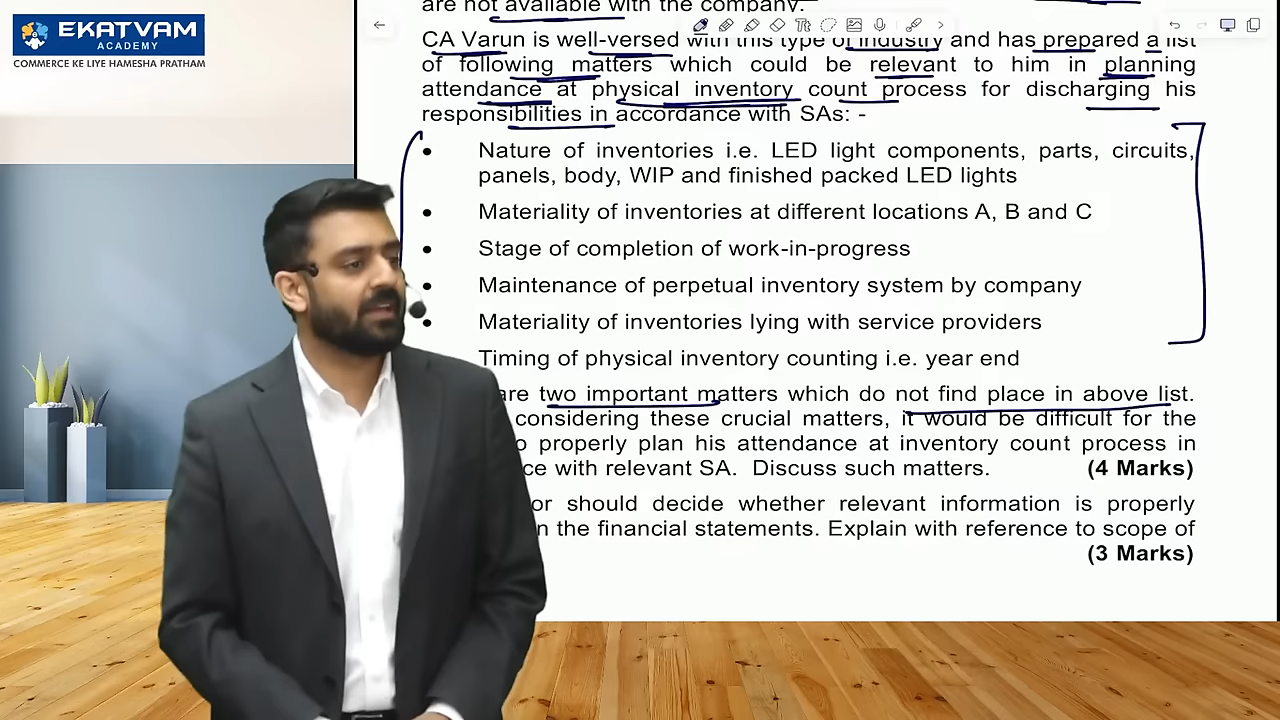 EKATVAM
ACADEMY
COMMERCE KE LIYE HAMESHA PRATHAM
are not available with the company.
CA Varun is well-versed with this type of industry and has prepared a list
of following matters which could be relevant to him in planning
attendance at physical inventory count process for discharging his
responsibilities in accordance with SAs: -
• Nature of inventories i.e. LED light components, parts, circuits,
panels, body, WIP and finished packed LED lights
• Materiality of inventories at different locations A, B and C
• Stage of completion of work-in-progress
• Maintenance of perpetual inventory system by company
• Materiality of inventories lying with service providers
Timing of physical inventory counting i.e. year end
are two important matters which do not find place in above list.
considering these crucial matters, it would be difficult for the
properly plan his attendance at inventory count process in
with relevant SA. Discuss such matters. (4 Marks)
should decide whether relevant information is properly
the financial statements. Explain with reference to scope of
(3 Marks)